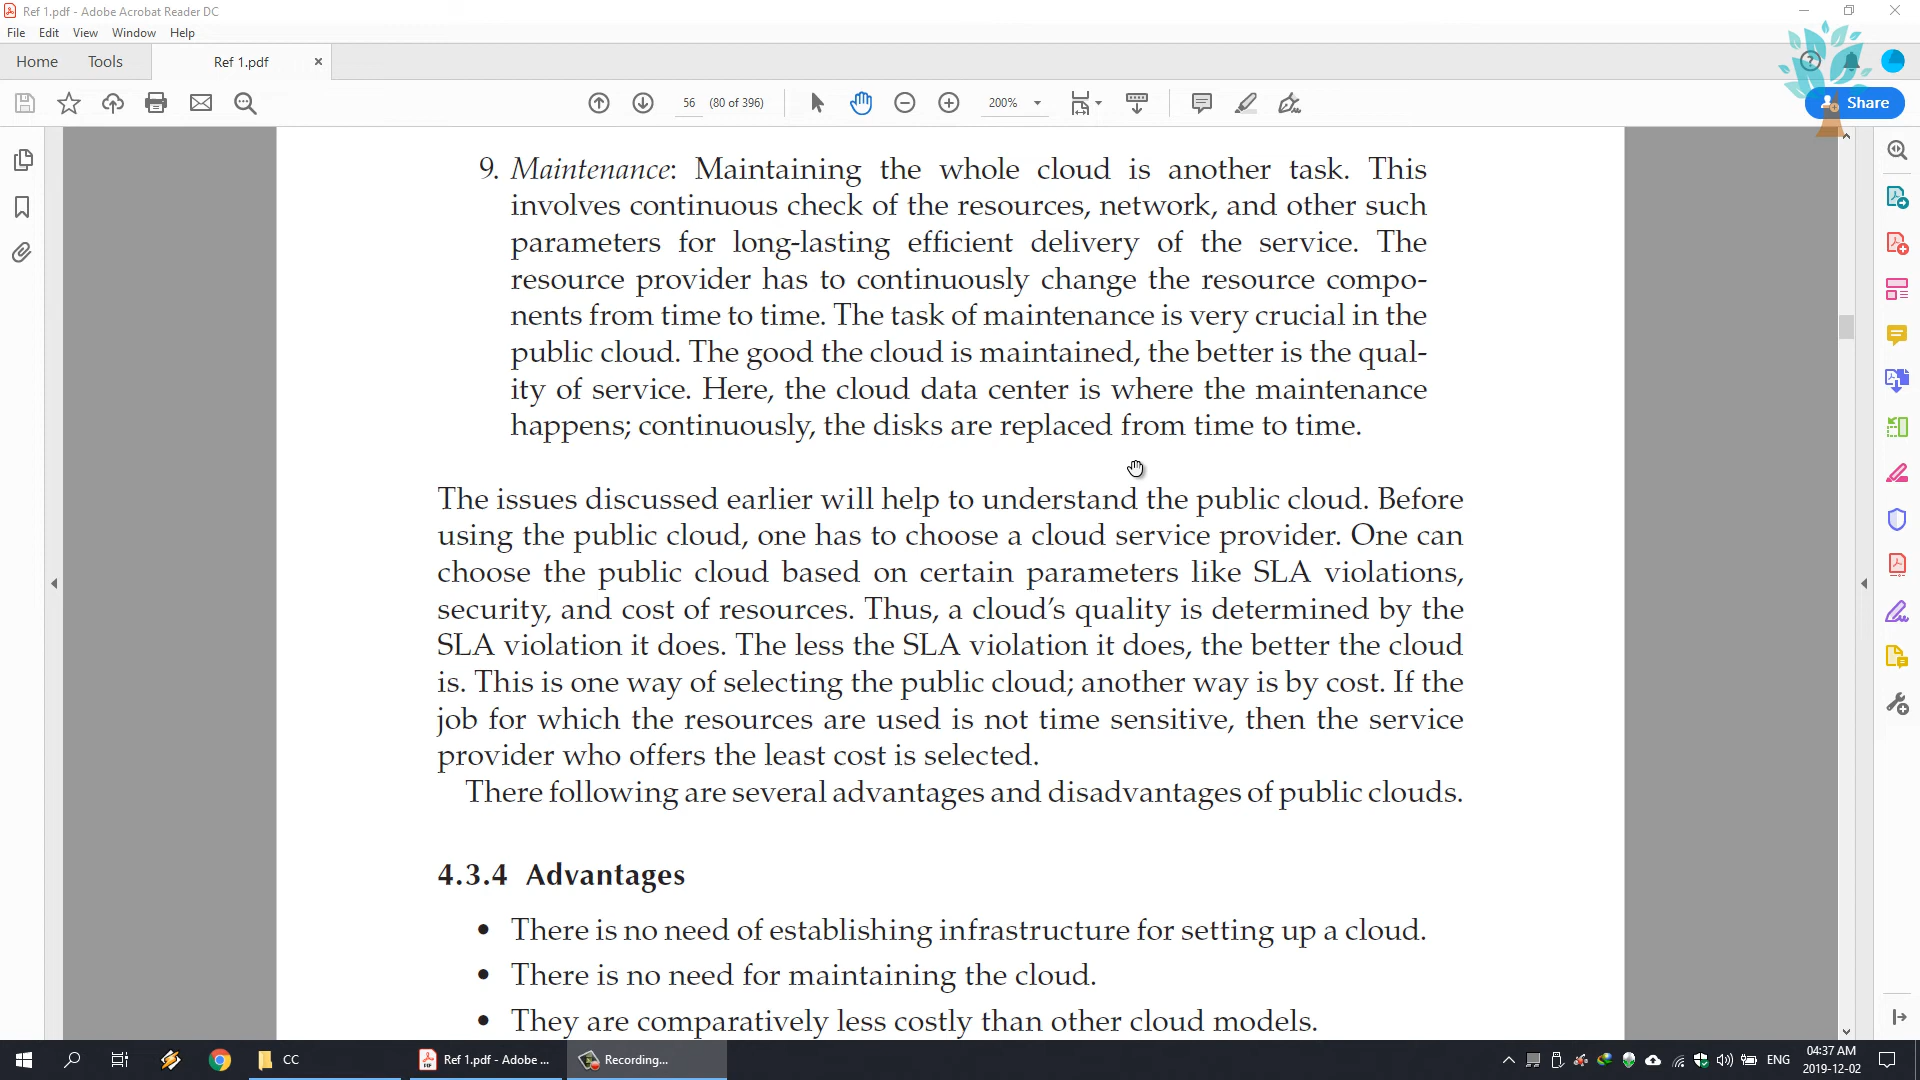 Ref 1.pdf - Adobe Acrobat Reader DC
File Edit View Window Help
Home Tools Ref 1.pdf
56 (80 of 396) 200% Share
9. Maintenance: Maintaining the whole cloud is another task. This
involves continuous check of the resources, network, and other such
parameters for long-lasting efficient delivery of the service. The
resource provider has to continuously change the resource compo-
nents from time to time. The task of maintenance is very crucial in the
public cloud. The good the cloud is maintained, the better is the qual-
ity of service. Here, the cloud data center is where the maintenance
happens; continuously, the disks are replaced from time to time.
The issues discussed earlier will help to understand the public cloud. Before
using the public cloud, one has to choose a cloud service provider. One can
choose the public cloud based on certain parameters like SLA violations,
security, and cost of resources. Thus, a cloud’s quality is determined by the
SLA violation it does. The less the SLA violation it does, the better the cloud
is. This is one way of selecting the public cloud; another way is by cost. If the
job for which the resources are used is not time sensitive, then the service
provider who offers the least cost is selected.
There following are several advantages and disadvantages of public clouds.
4.3.4 Advantages
• There is no need of establishing infrastructure for setting up a cloud.
• There is no need for maintaining the cloud.
• They are comparatively less costly than other cloud models.
CC Ref 1.pdf - Adobe ... Recording... ENG 04:37 AM
2019-12-02